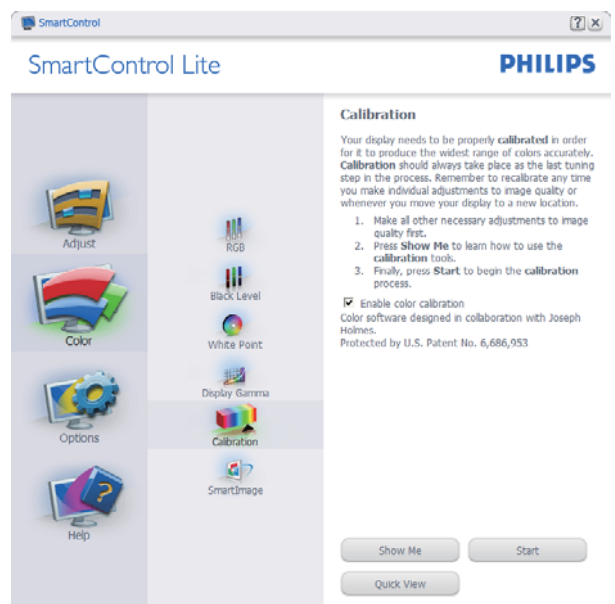 SmartControl
SmartControl Lite
PHILIPS
Adjust
Color
Options
Help
RGB
Black Level
White Point
Display Gamma
Calibration
SmartImage
Calibration
Your display needs to be properly calibrated in order
for it to produce the widest range of colors accurately.
Calibration should always take place as the last tuning
step in the process. Remember to recalibrate any time
you make individual adjustments to image quality or
whenever you move your display to a new location.
1. Make all other necessary adjustments to image
quality first.
2. Press Show Me to learn how to use the
calibration tools.
3. Finally, press Start to begin the calibration
process.
Enable color calibration
Color software designed in collaboration with Joseph
Holmes.
Protected by U.S. Patent No. 6,686,953
Show Me
Start
Quick View